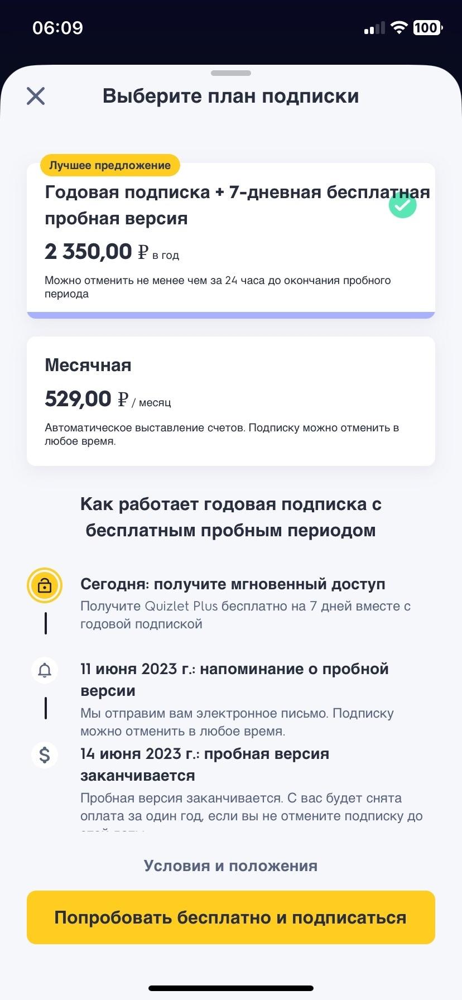 06:09
100
Выберите план подписки
Лучшее предложение
Годовая подписка + 7-дневная бесплатная
пробная версия
2 350,00 ₽ в год
Можно отменить не менее чем за 24 часа до окончания пробного
периода
Месячная
529,00 ₽ / месяц
Автоматическое выставление счетов. Подписку можно отменить в
любое время.
Как работает годовая подписка с
бесплатным пробным периодом
Сегодня: получите мгновенный доступ
Получите Quizlet Plus бесплатно на 7 дней вместе с
годовой подпиской
11 июня 2023 г.: напоминание о пробной
версии
Мы отправим вам электронное письмо. Подписку
можно отменить в любое время.
14 июня 2023 г.: пробная версия
заканчивается
Пробная версия заканчивается. С вас будет снята
оплата за один год, если вы не отмените подписку до
Условия и положения
Попробовать бесплатно и подписаться